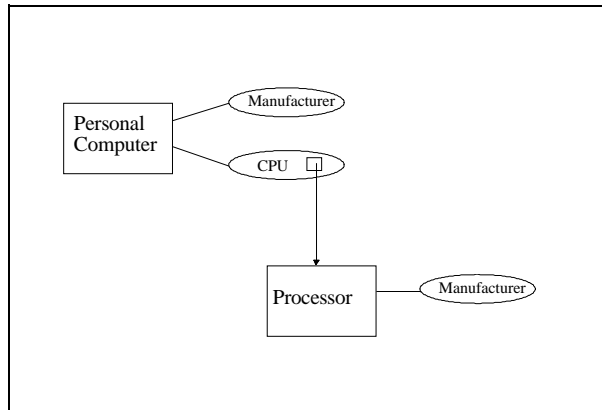 Manufacturer
Personal
Computer
CPU
Processor
Manufacturer